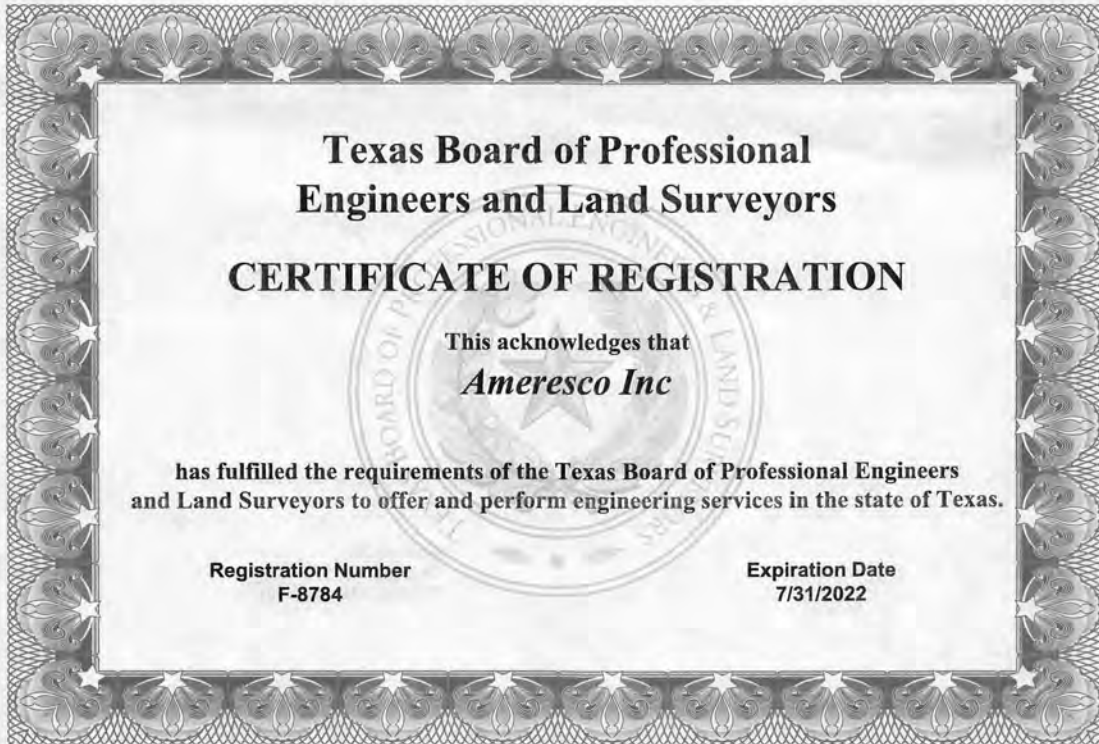 Texas Board of Professional
Engineers and Land Surveyors
CERTIFICATE OF REGISTRATION
This acknowledges that
Ameresco Inc
has fulfilled the requirements of the Texas Board of Professional Engineers
and Land Surveyors to offer and perform engineering services in the state of Texas.
Registration Number
F-8784
Expiration Date
7/31/2022